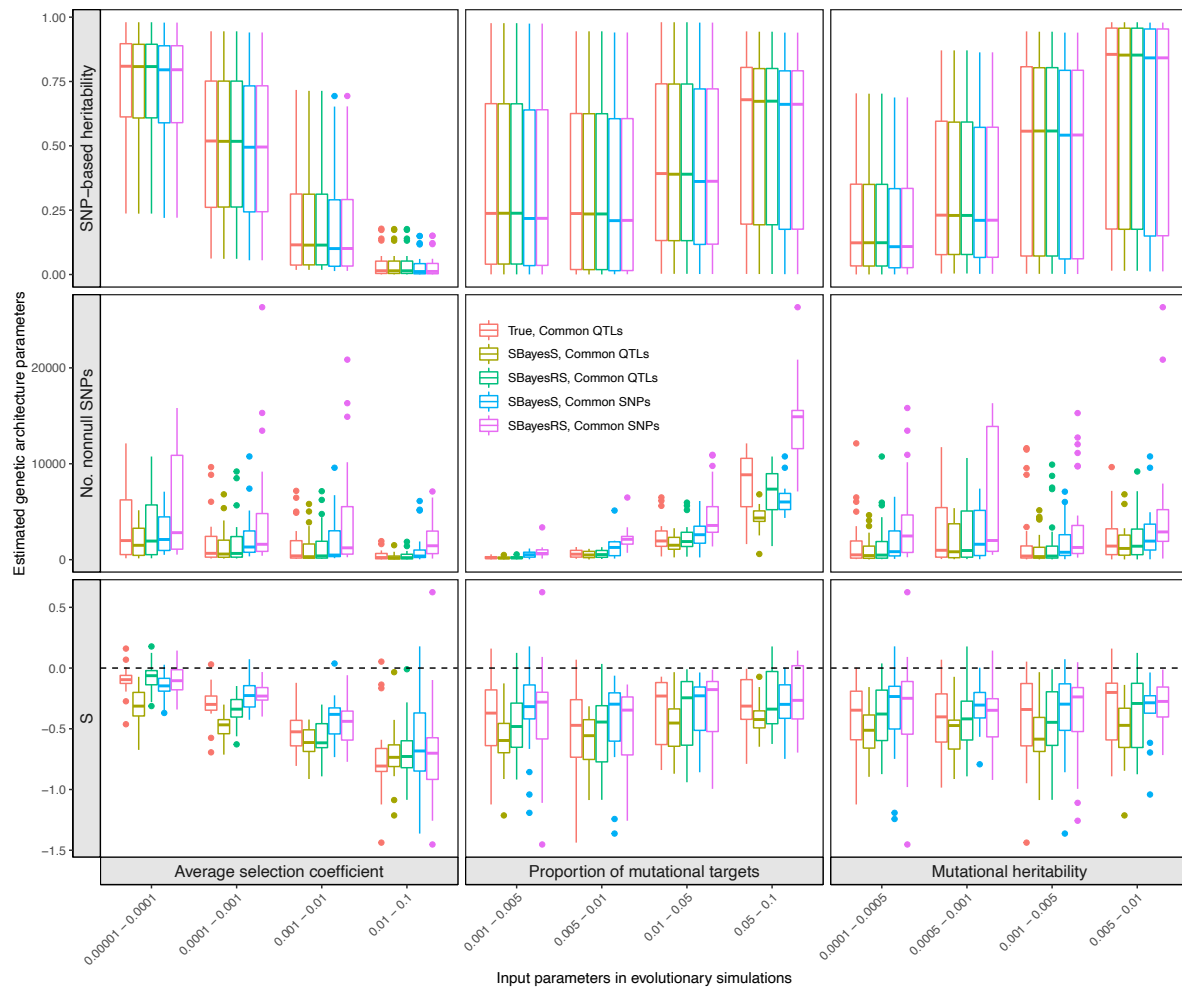 Estimated genetic architecture parameters
SNP−based heritability
1.00
0.75
0.50
0.25
0.00
No. nonnull SNPs
20000
10000
0
True, Common QTLs
SBayesS, Common QTLs
SBayesRS, Common QTLs
SBayesS, Common SNPs
SBayesRS, Common SNPs
S
0.5
0.0
−0.5
−1.0
−1.5
Average selection coefficient
Proportion of mutational targets
Mutational heritability
0.00001 − 0.0001
0.0001 − 0.001
0.001 − 0.01
0.01 − 0.1
0.001 − 0.005
0.005 − 0.01
0.01 − 0.05
0.05 − 0.1
0.0001 − 0.0005
0.0005 − 0.001
0.001 − 0.005
0.005 − 0.01
Input parameters in evolutionary simulations